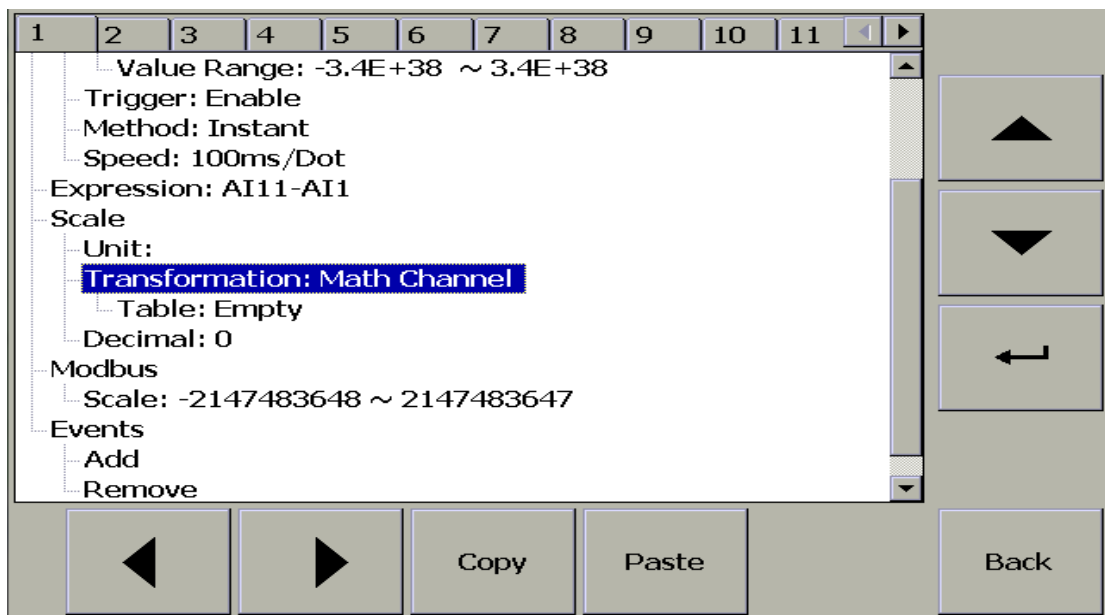 1 2 3 4 5 6 7 8 9 10 11
Value Range: -3.4E+38 ~ 3.4E+38
Trigger: Enable
Method: Instant
Speed: 100ms/Dot
Expression: AI11-AI1
Scale
Unit:
Transformation: Math Channel
Table: Empty
Decimal: 0
Modbus
Scale: -2147483648 ~ 2147483647
Events
Add
Remove
Copy Paste Back